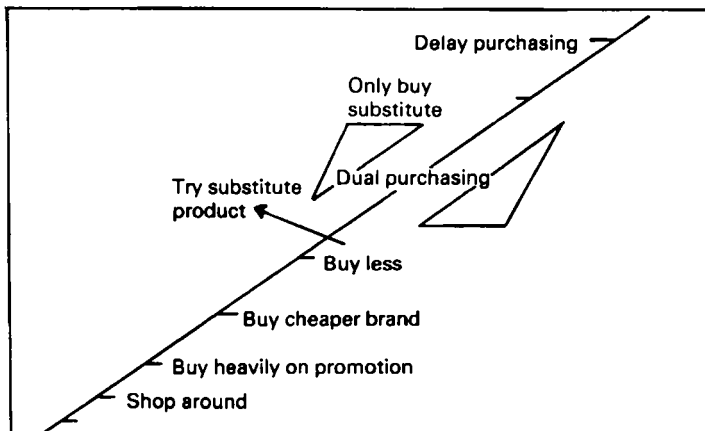 Delay purchasing
Only buy
substitute
Dual purchasing
Try substitute
product
Buy less
Buy cheaper brand
Buy heavily on promotion
Shop around